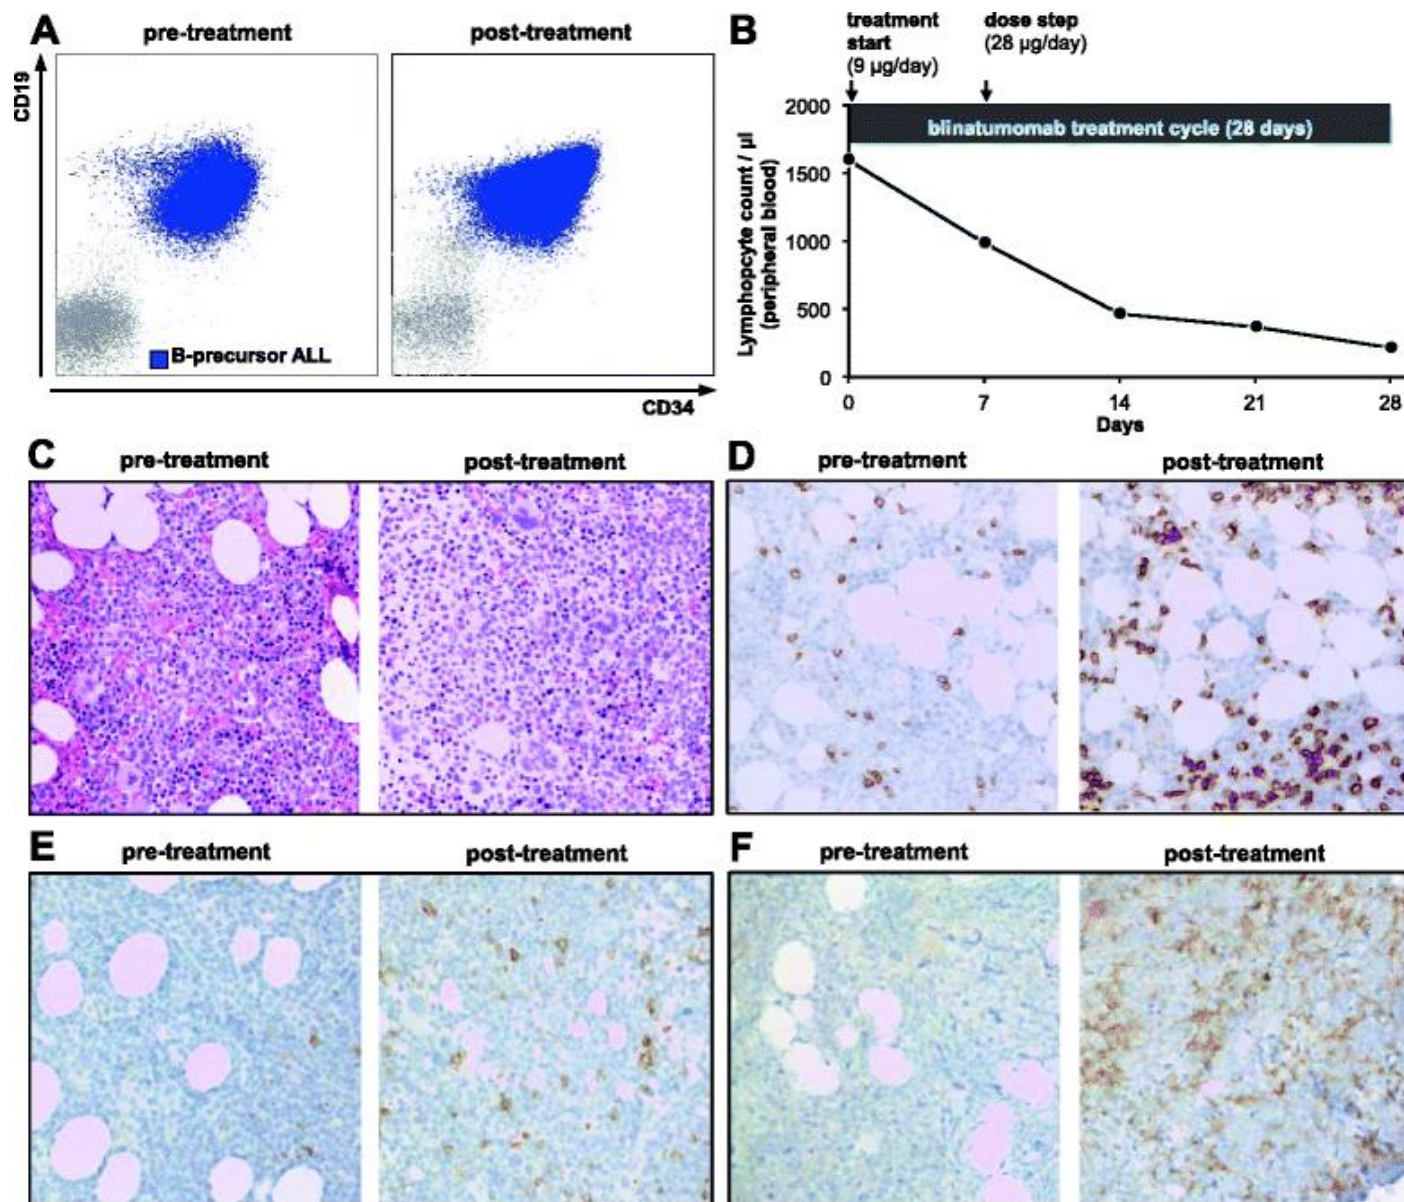 A
pre-treatment
post-treatment
CD19
B-precursor ALL
CD34
B
treatment
start
(9 µg/day)
dose step
(28 µg/day)
blinatumomab treatment cycle (28 days)
Lymphopcyte count / µl
(peripheral blood)
2000
1500
1000
500
0
0 7 14 21 28
Days
C
pre-treatment
post-treatment
D
pre-treatment
post-treatment
E
pre-treatment
post-treatment
F
pre-treatment
post-treatment